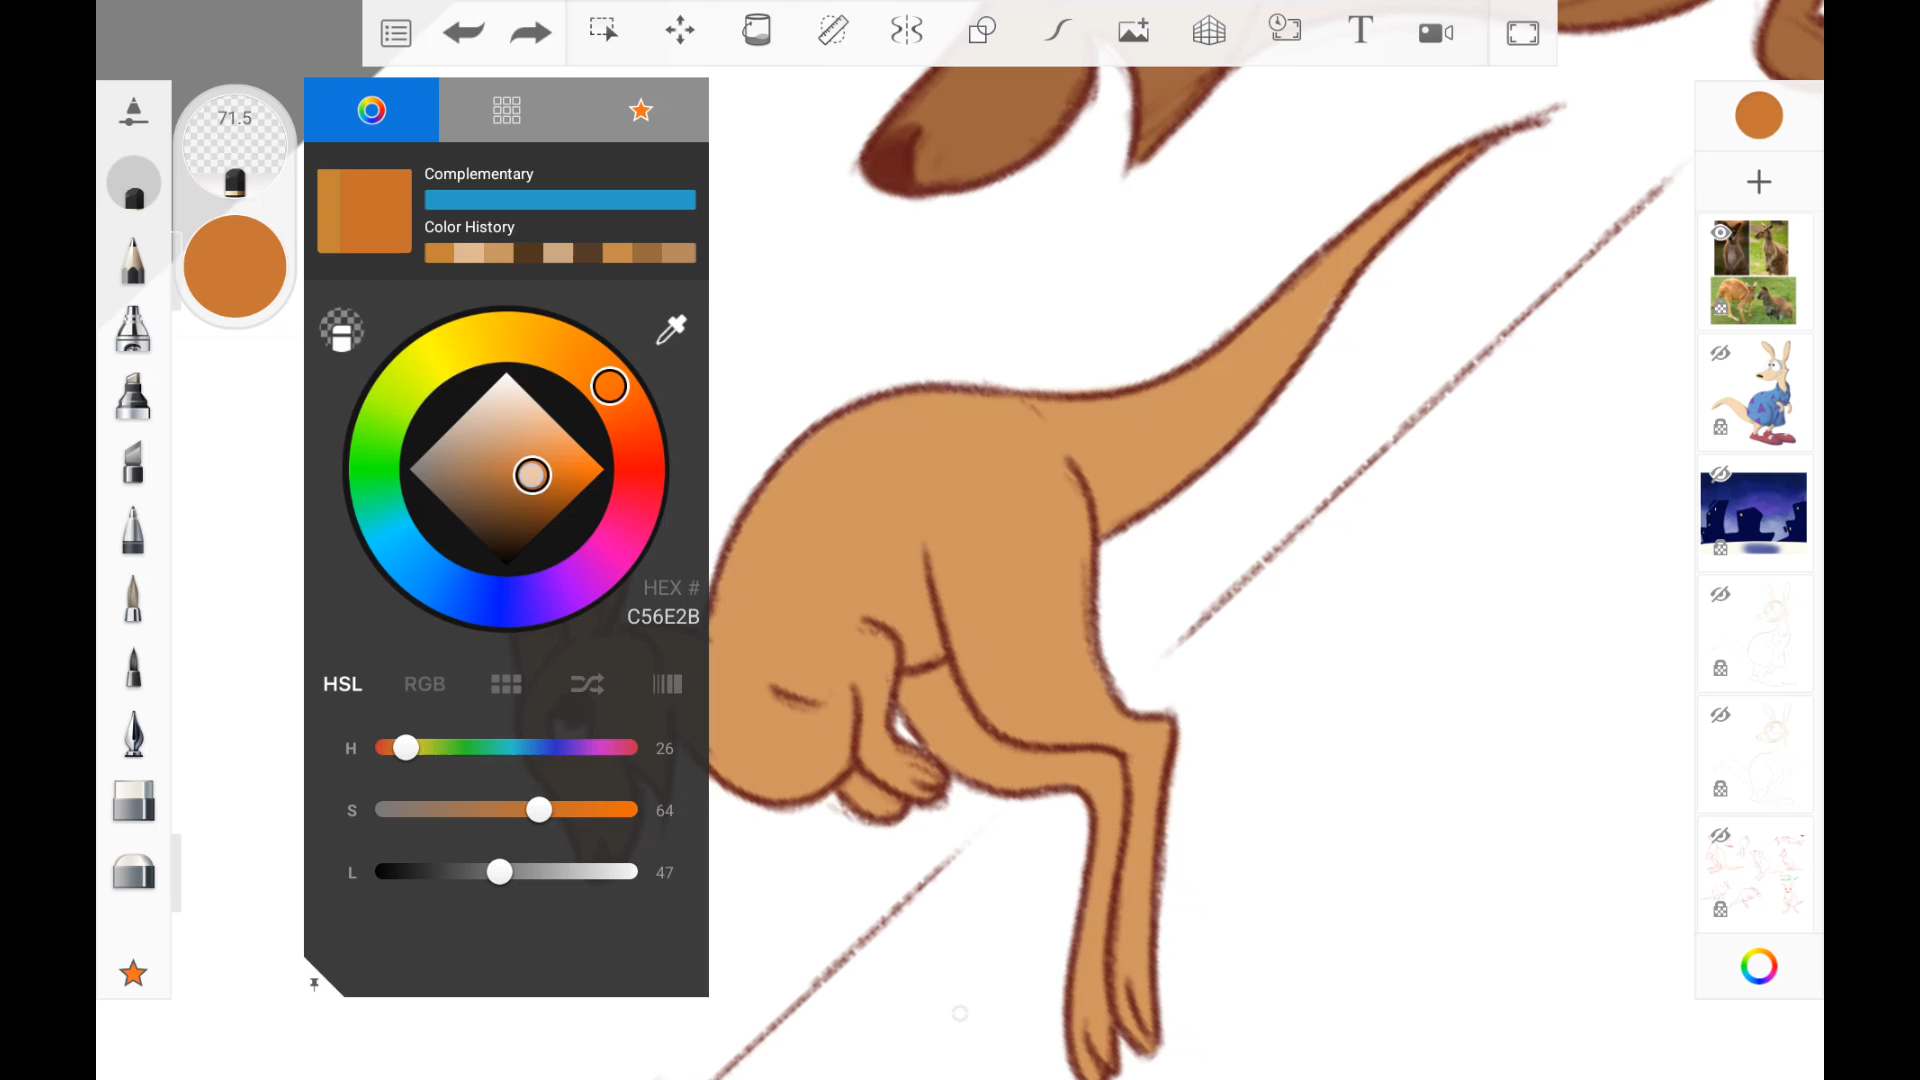 T
71.5
Complementary
Color History
HEX #
C56E2B
HSL RGB
H 26
S 64
L 47